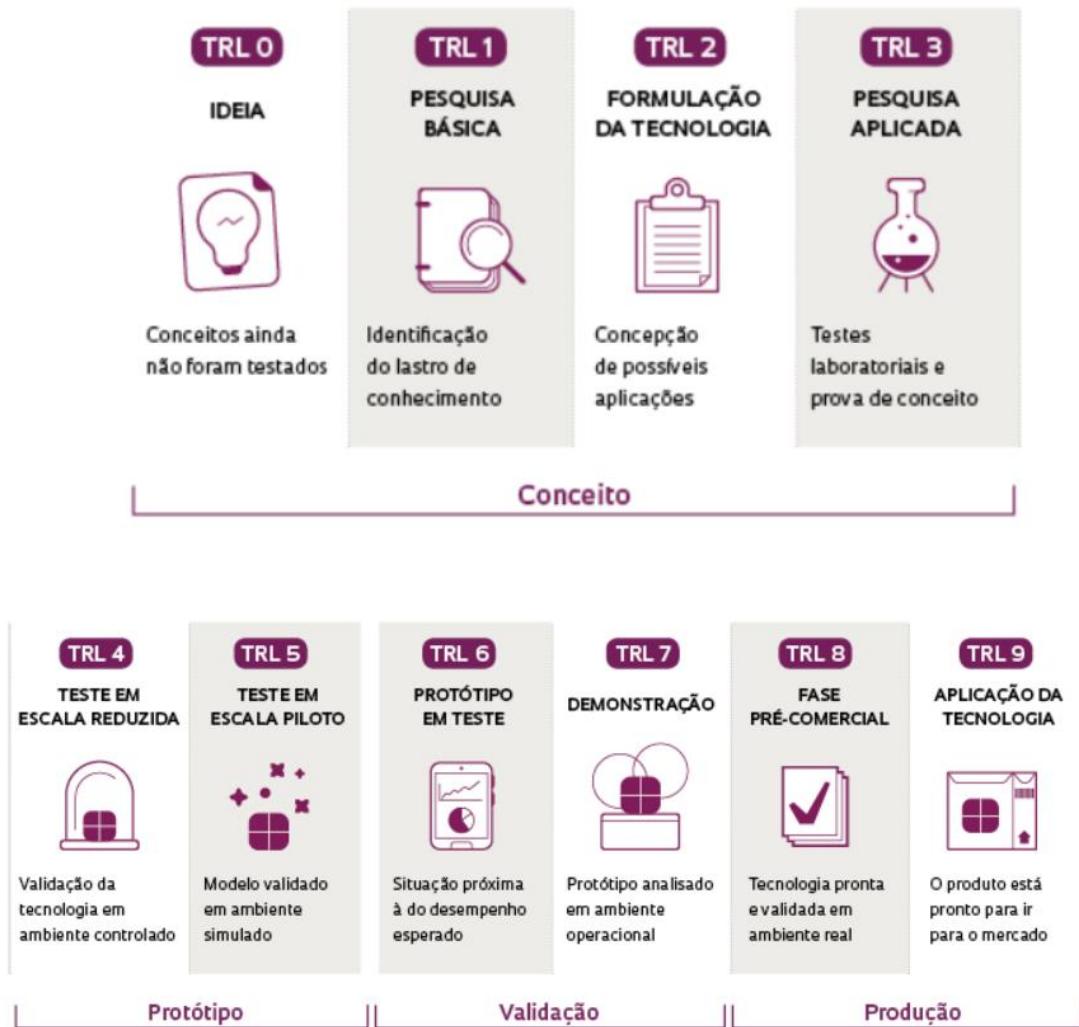 TRL 0
IDEIA
Conceitos ainda
não foram testados
TRL 1
PESQUISA
BÁSICA
Identificação
do lastro de
conhecimento
TRL 2
FORMULAÇÃO
DA TECNOLOGIA
Concepção
de possíveis
aplicações
TRL 3
PESQUISA
APLICADA
Testes
laboratoriais e
prova de conceito
Conceito
TRL 4
TESTE EM
ESCALA REDUZIDA
Validação da
tecnologia em
ambiente controlado
TRL 5
TESTE EM
ESCALA PILOTO
Modelo validado
em ambiente
simulado
Protótipo
TRL 6
PROTÓTIPO
EM TESTE
Situação próxima
à do desempenho
esperado
TRL 7
DEMONSTRAÇÃO
Protótipo analisado
em ambiente
operacional
Validação
TRL 8
FASE
PRÉ-COMERCIAL
Tecnologia pronta
e validada em
ambiente real
TRL 9
APLICAÇÃO DA
TECNOLOGIA
O produto está
pronto para ir
para o mercado
Produção